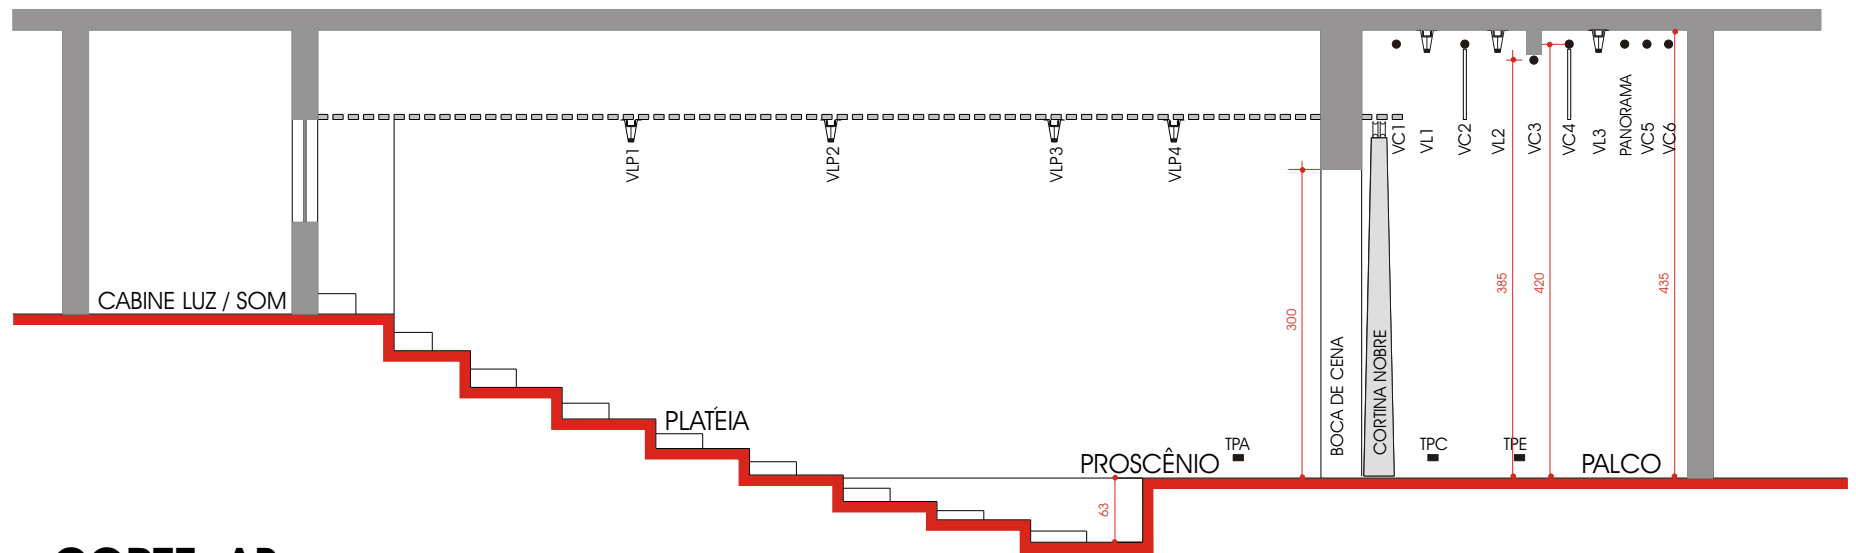 VLP1
VLP2
VLP3
VLP4
VC1
VL1
VC2
VL2
VC3
VC4
VL3
PANORAMA
VC5
VC6
CABINE LUZ / SOM
PLATÉIA
PROSCÊNIO
TPA
300
BOCA DE CENA
CORTINA NOBRE
TPC
TPE
385
420
435
PALCO
63